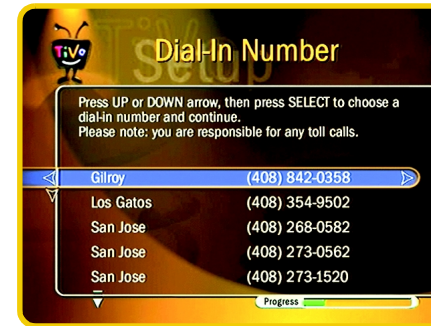 TiVo
Dial-In Number
Setup
Press UP or DOWN arrow, then press SELECT to choose a
dial-in number and continue.
Please note: you are responsible for any toll calls.
Gilroy (408) 842-0358
Los Gatos (408) 354-9502
San Jose (408) 268-0582
San Jose (408) 273-0562
San Jose (408) 273-1520
Progress